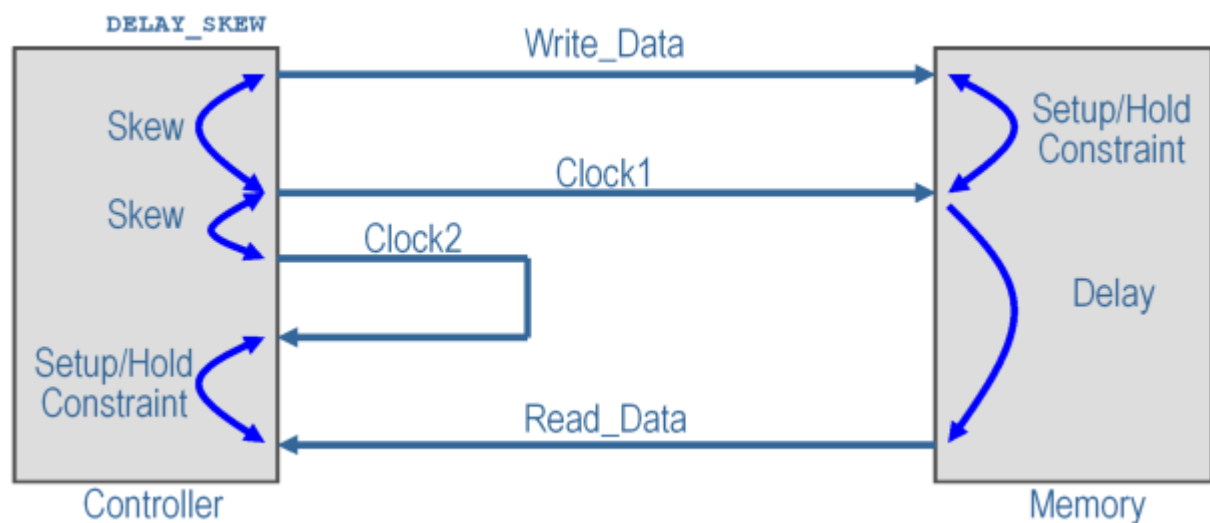 DELAY_SKEW
Write_Data
Skew
Setup/Hold
Constraint
Clock1
Skew
Clock2
Delay
Setup/Hold
Constraint
Read_Data
Controller
Memory